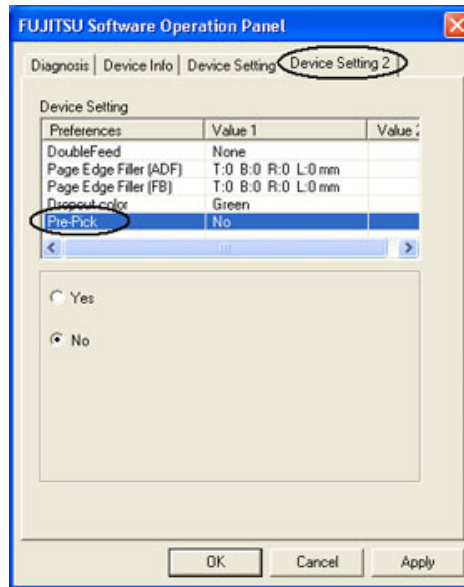 FUJITSU Software Operation Panel
Diagnosis Device Info Device Setting Device Setting 2
Device Setting
Preferences Value 1 Value 2
DoubleFeed None
Page Edge Filler (ADF) T:0 B:0 R:0 L:0 mm
Page Edge Filler (FB) T:0 B:0 R:0 L:0 mm
Dropout color Green
Pre-Pick No
Yes
No
OK Cancel Apply